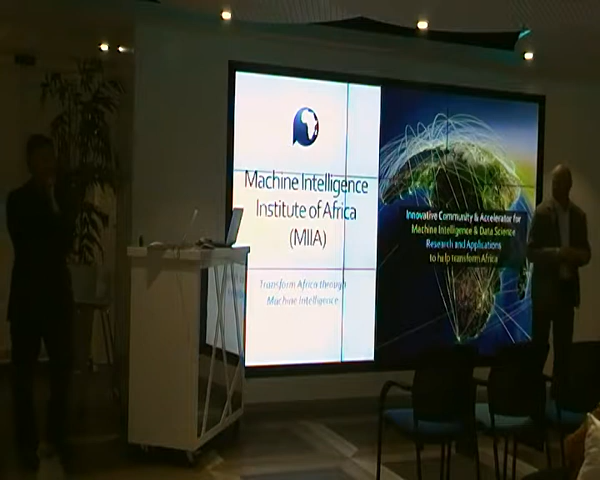 Machine Intelligence
Institute of Africa
(MIIA)
Transform Africa through
Machine Intelligence
Innovative Community & Accelerator for
Machine Intelligence & Data Science
Research and Applications
to help transform Africa